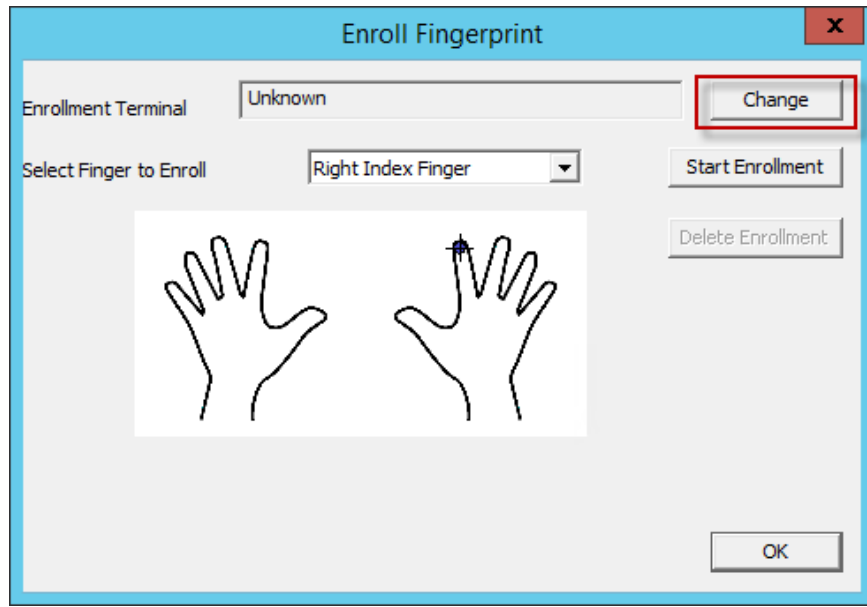 Enroll Fingerprint
x
Enrollment Terminal Unknown Change
Select Finger to Enroll Right Index Finger Start Enrollment
Delete Enrollment
OK